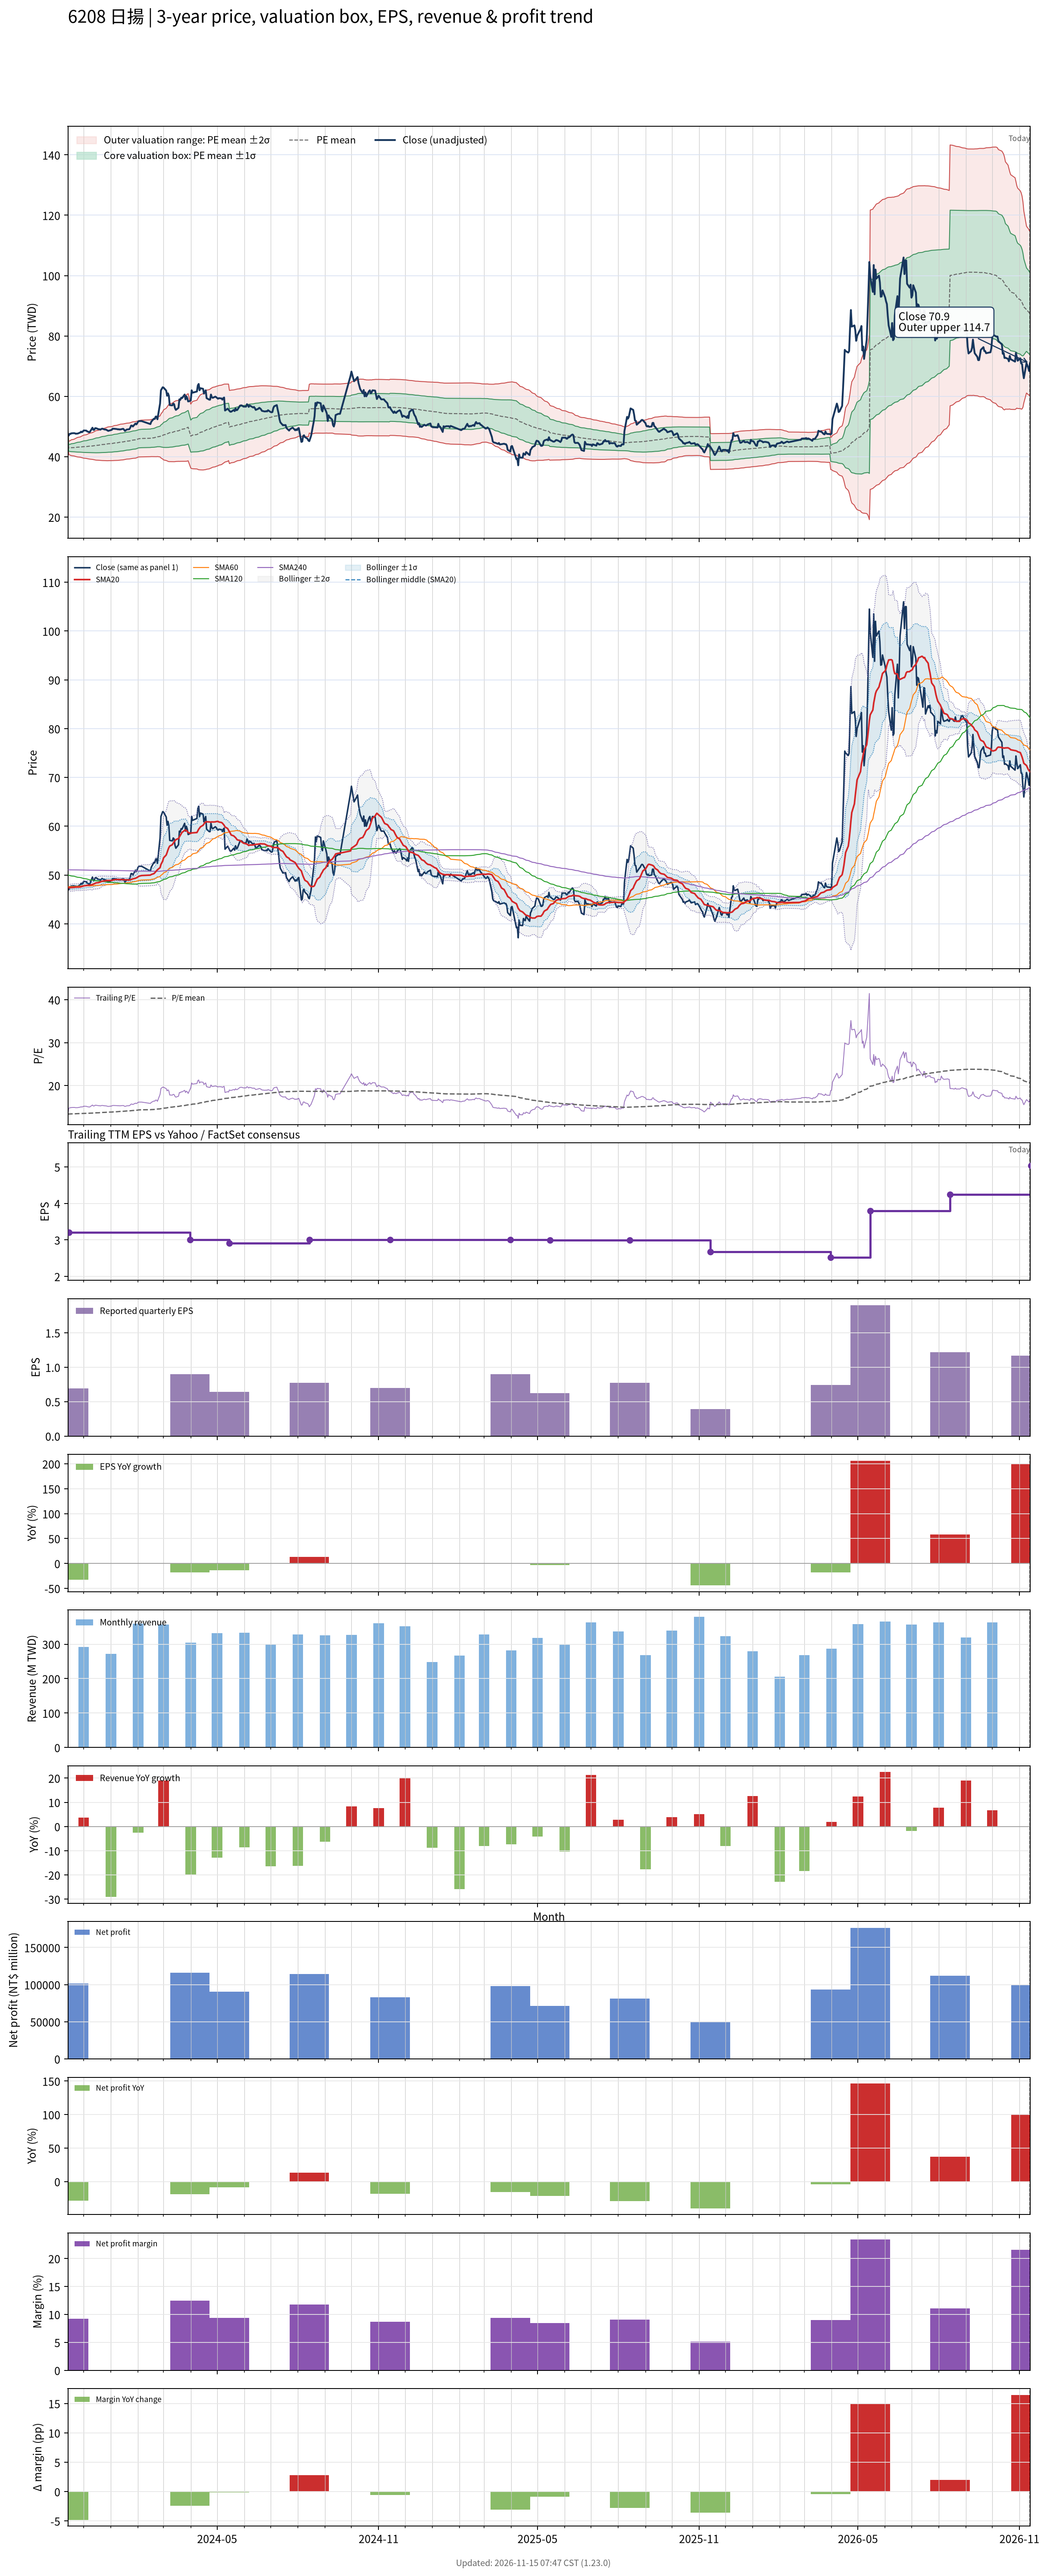 6208 日揚 | 3-year price, valuation box, EPS, revenue & profit trend
Outer valuation range: PE mean ±2σ
PE mean
Close (unadjusted)
Core valuation box: PE mean ±1σ
Today
140
120
100
80
60
40
20
Price (TWD)
Close 70.9
Outer upper 114.7
Close (same as panel 1)
SMA60
SMA240
Bollinger ±1σ
SMA20
SMA120
Bollinger ±2σ
Bollinger middle (SMA20)
110
100
90
80
70
60
50
40
Price
Trailing P/E
P/E mean
40
30
20
P/E
Trailing TTM EPS vs Yahoo / FactSet consensus
Today
5
4
3
2
EPS
Reported quarterly EPS
1.5
1.0
0.5
0.0
EPS
EPS YoY growth
200
150
100
50
0
-50
YoY (%)
Monthly revenue
300
200
100
0
Revenue (M TWD)
Revenue YoY growth
20
10
0
-10
-20
-30
YoY (%)
Month
Net profit
150000
100000
50000
0
Net profit (NT$ million)
Net profit YoY
150
100
50
0
YoY (%)
Net profit margin
20
15
10
5
0
Margin (%)
Margin YoY change
15
10
5
0
-5
Δ margin (pp)
2024-05
2024-11
2025-05
2025-11
2026-05
2026-11
Updated: 2026-11-15 07:47 CST (1.23.0)